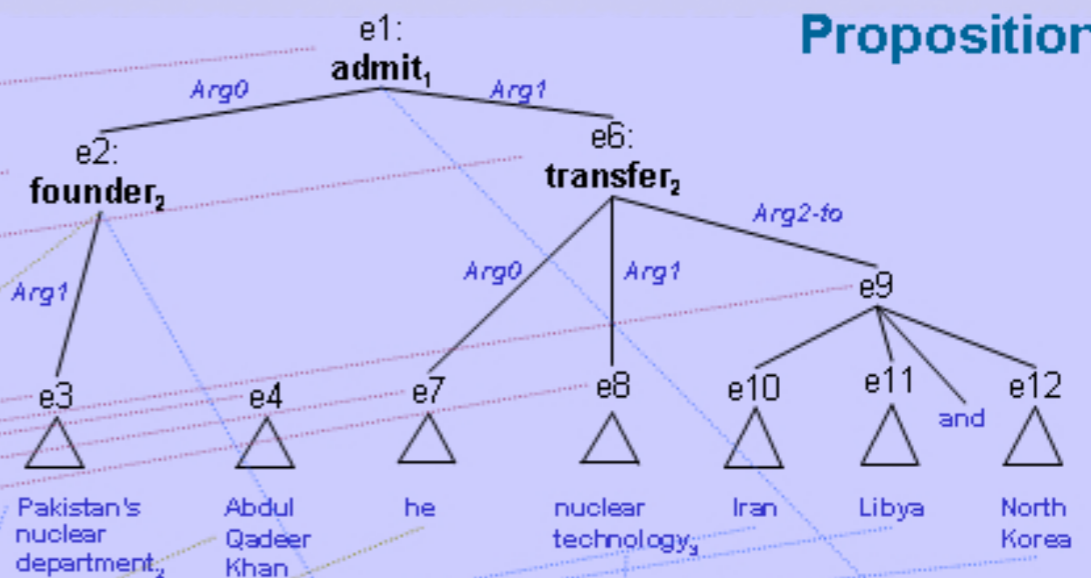 Proposition
e1:
admit1
Arg0
Arg1
e2:
founder2
e6:
transfer2
Arg1
Arg0
Arg1
Arg2-to
e9
e3
e4
e7
e8
e10
e11
and
e12
Pakistan's
nuclear
department2
Abdul
Qadeer
Khan
he
nuclear
technology3
Iran
Libya
North
Korea